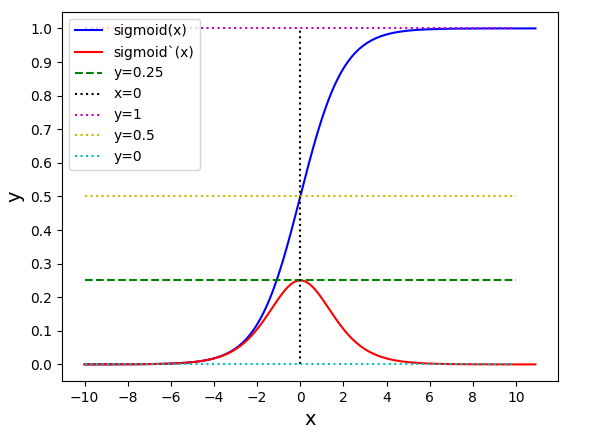 1.0
0.9
0.8
0.7
0.6
0.5
0.4
0.3
0.2
0.1
0.0
y
sigmoid(x)
sigmoid`(x)
y=0.25
x=0
y=1
y=0.5
y=0
−10 −8 −6 −4 −2 0 2 4 6 8 10
x